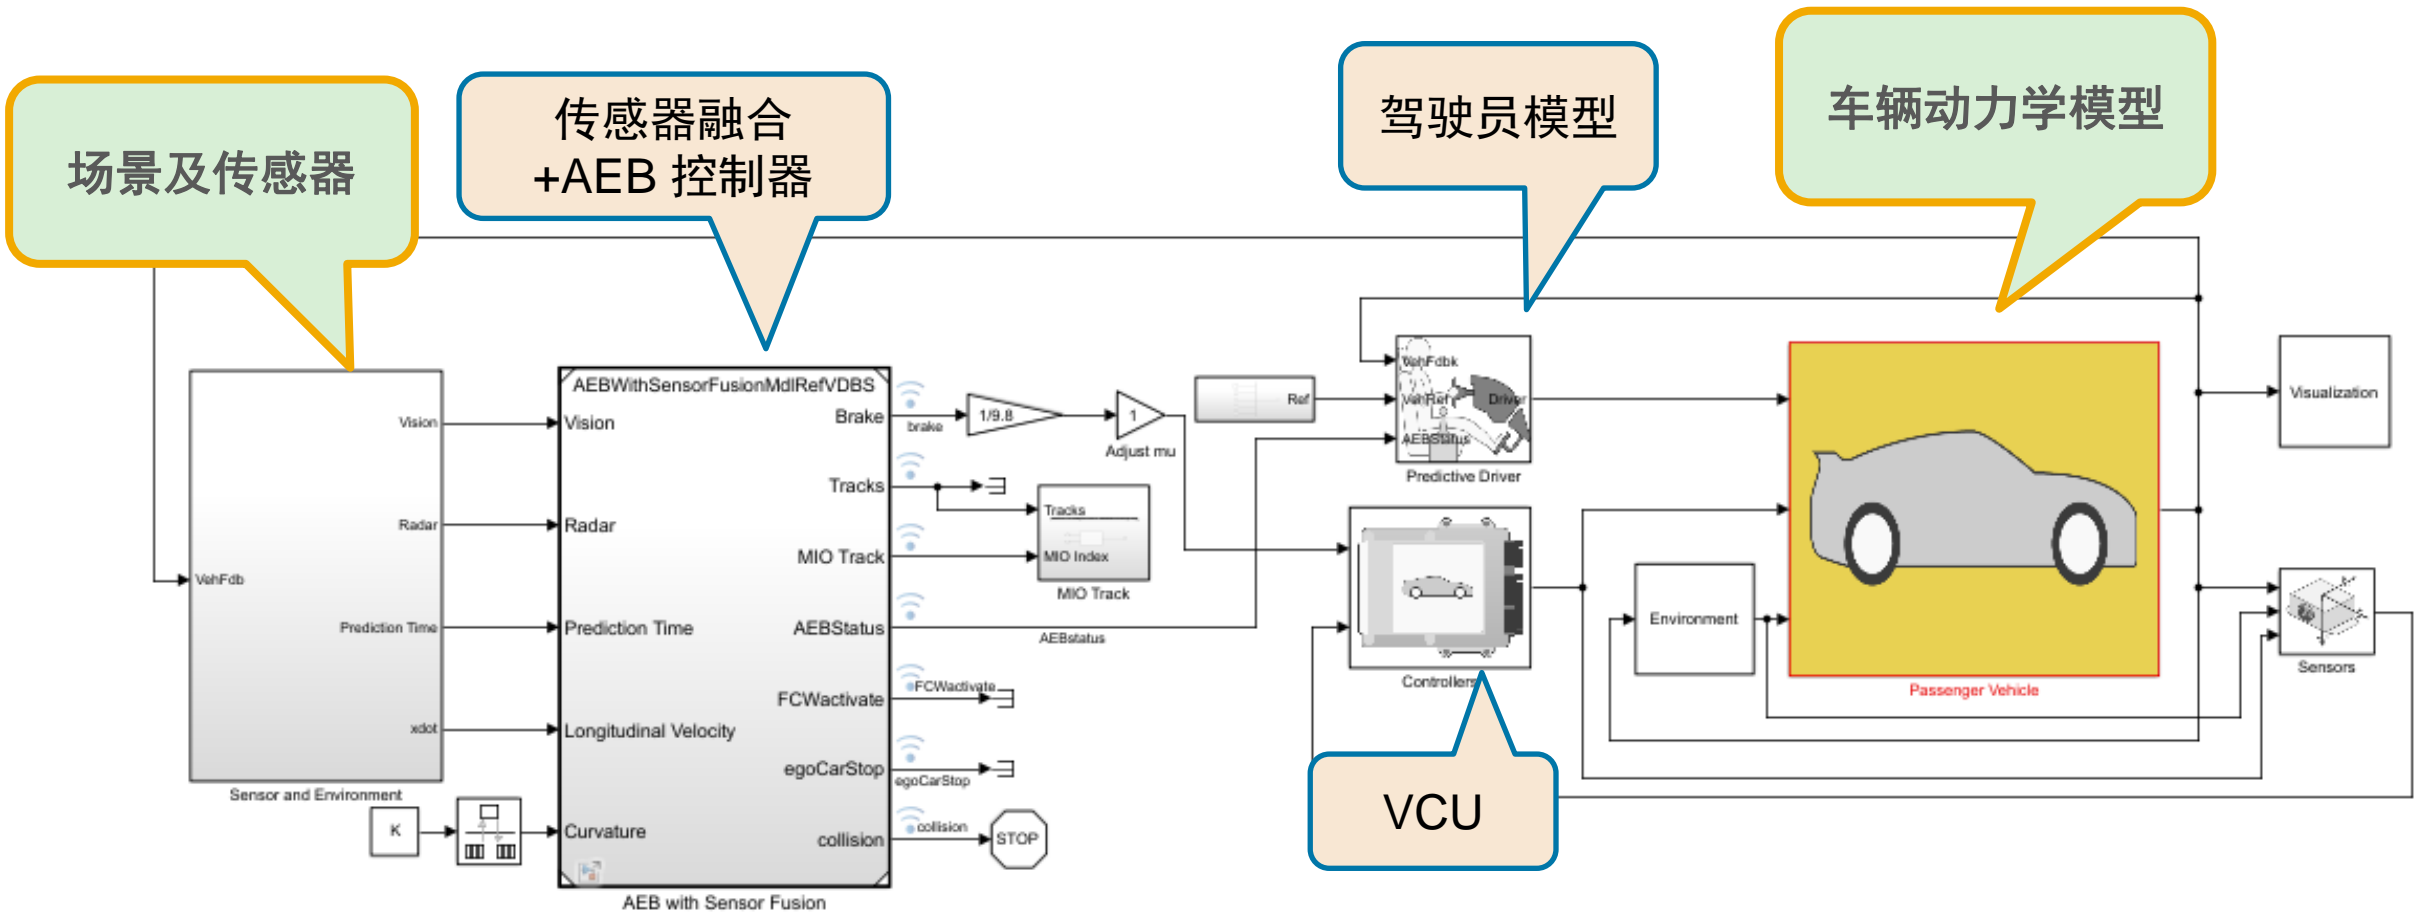 场景及传感器
传感器融合
+AEB 控制器
驾驶员模型
车辆动力学模型
Vision
Radar
VehFdb
Prediction Time
xdot
Sensor and Environment
K
AEBWithSensorFusionMdlRefVDBS
Vision
Radar
Prediction Time
Longitudinal Velocity
Curvature
Brake
Tracks
MIO Track
AEBStatus
FCWactivate
egoCarStop
collision
AEB with Sensor Fusion
brake
1/9.8
1
Adjust mu
Tracks
MIO Index
MIO Track
AEBstatus
FCWactivate
egoCarStop
collision
STOP
Ref
VehFdbk
VehRef
AEBStatus
Driver
Predictive Driver
Controllers
VCU
Environment
Passenger Vehicle
Visualization
Sensors